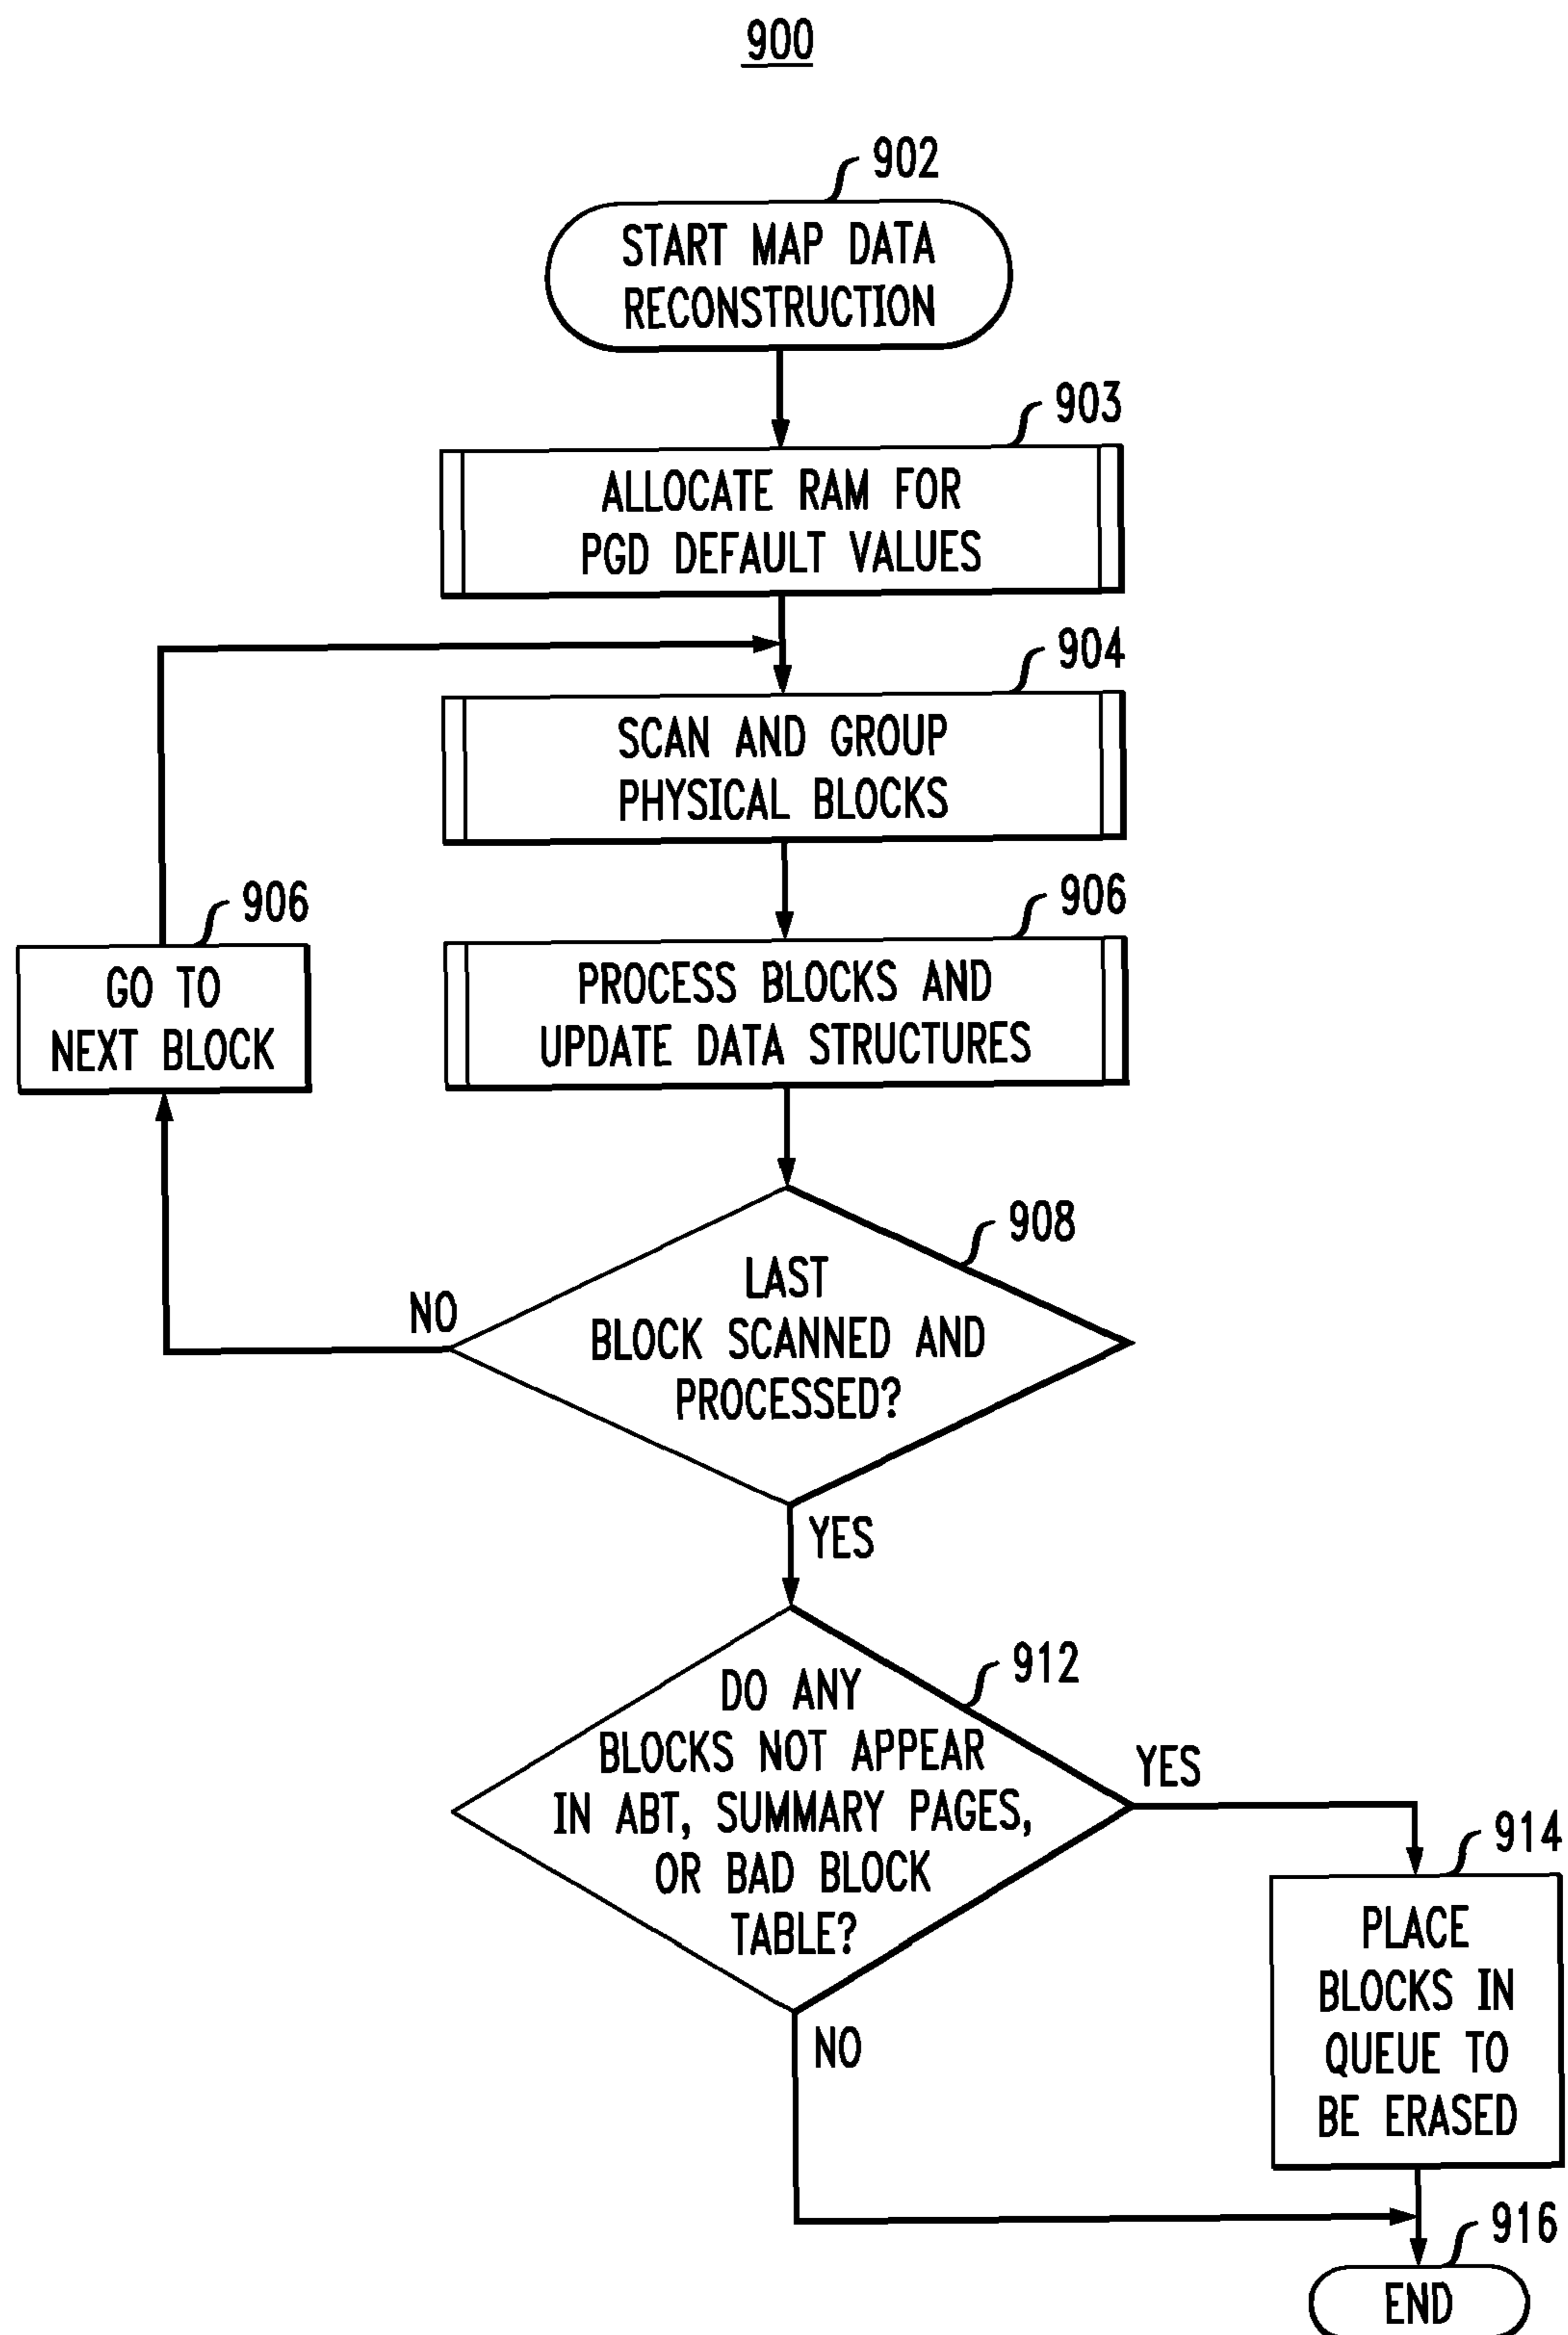 900
902
START MAP DATA
RECONSTRUCTION
903
ALLOCATE RAM FOR
PGD DEFAULT VALUES
904
SCAN AND GROUP
PHYSICAL BLOCKS
906
GO TO
NEXT BLOCK
906
PROCESS BLOCKS AND
UPDATE DATA STRUCTURES
908
LAST
BLOCK SCANNED AND
PROCESSED?
NO
YES
912
DO ANY
BLOCKS NOT APPEAR
IN ABT, SUMMARY PAGES,
OR BAD BLOCK
TABLE?
YES
NO
914
PLACE
BLOCKS IN
QUEUE TO
BE ERASED
916
END